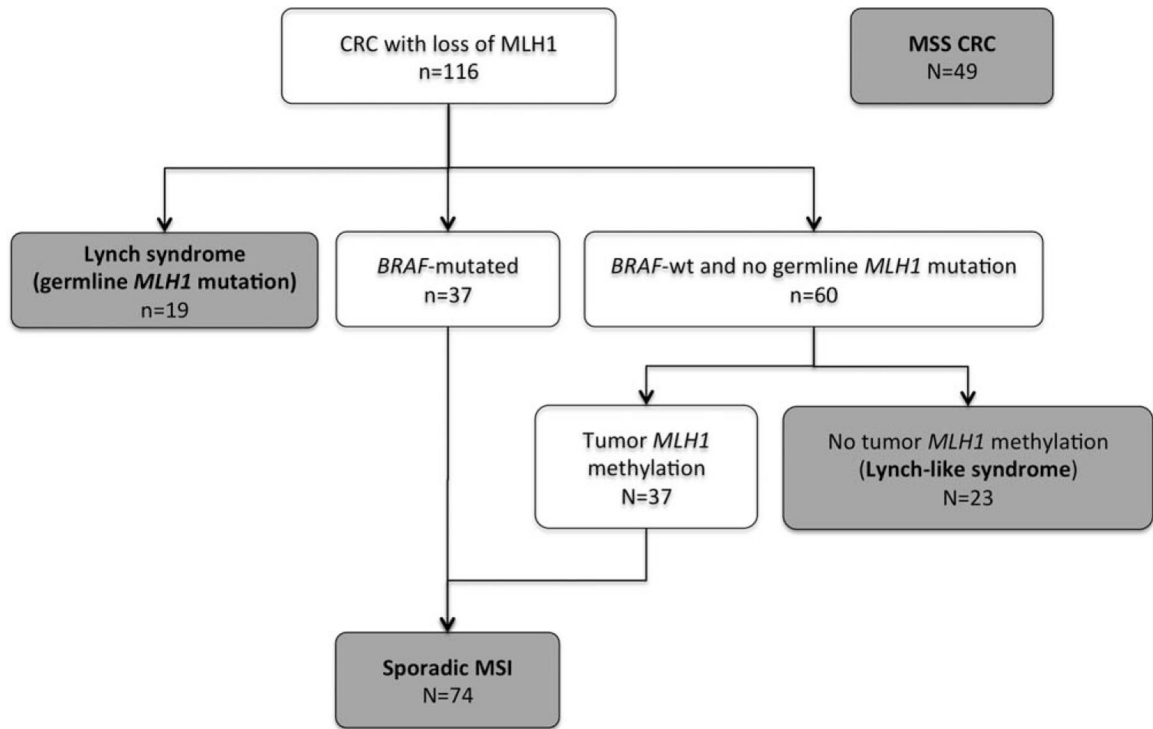 CRC with loss of MLH1
n=116
MSS CRC
N=49
Lynch syndrome
(germline MLH1 mutation)
n=19
BRAF-mutated
n=37
BRAF-wt and no germline MLH1 mutation
n=60
Tumor MLH1
methylation
N=37
No tumor MLH1 methylation
(Lynch-like syndrome)
N=23
Sporadic MSI
N=74